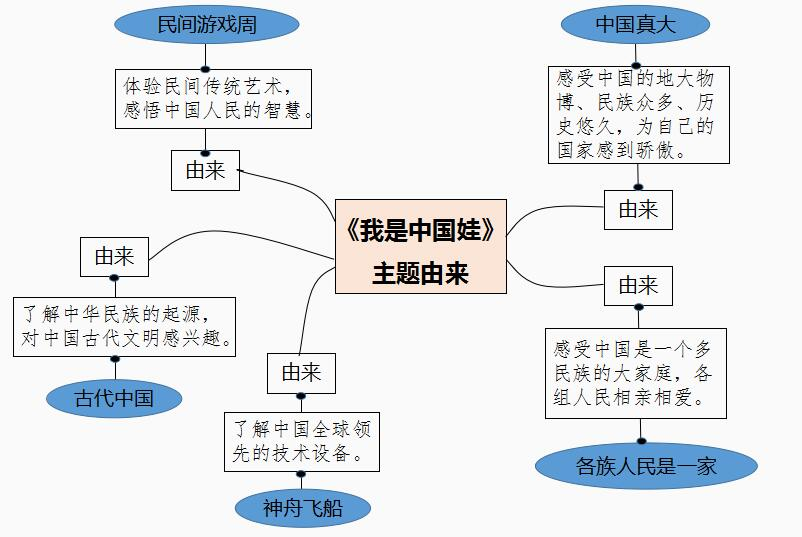 民间游戏周
体验民间传统艺术，
感悟中国人民的智慧。
由来
中国真大
感受中国的地大物
博、民族众多、历
史悠久，为自己的
国家感到骄傲。
由来
《我是中国娃》
主题由来
由来
了解中华民族的起源，
对中国古代文明感兴趣。
古代中国
由来
了解中国全球领
先的技术设备。
神舟飞船
由来
感受中国是一个多
民族的大家庭，各
组人民相亲相爱。
各族人民是一家